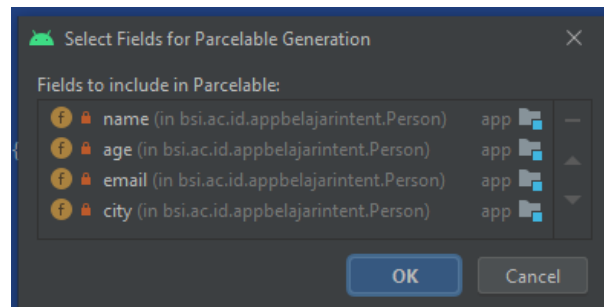 Select Fields for Parcelable Generation
Fields to include in Parcelable:
{
f name (in bsi.ac.id.appbelajarintent.Person) app
f age (in bsi.ac.id.appbelajarintent.Person) app
f email (in bsi.ac.id.appbelajarintent.Person) app
f city (in bsi.ac.id.appbelajarintent.Person) app
OK Cancel